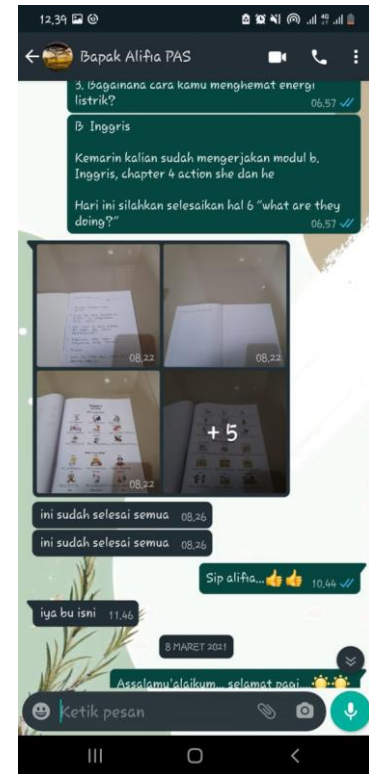 12.39
Bapak Alifia PAS
3. Bagainana cara kamu menghemat energi
listrik?
06.57
B Inggris
Kemarin kalian sudah mengerjakan modul b.
Inggris, chapter 4 action she dan he
Hari ini silahkan selesaikan hal 6 "what are they
doing?"
06.57
08.22
08.22
08.22
+ 5
ini sudah selesai semua 08.26
ini sudah selesai semua 08.26
Sip alifia...👍👍 10.44
iya bu isni 11.46
8 MARET 2021
Assalamu'alaikum... selamat pagi...
Ketik pesan